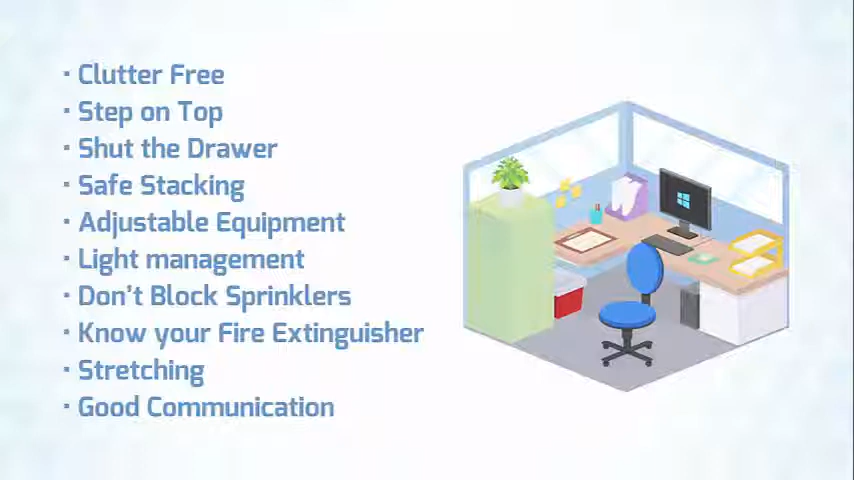 · Clutter Free
· Step on Top
· Shut the Drawer
· Safe Stacking
· Adjustable Equipment
· Light management
· Don't Block Sprinklers
· Know your Fire Extinguisher
· Stretching
· Good Communication